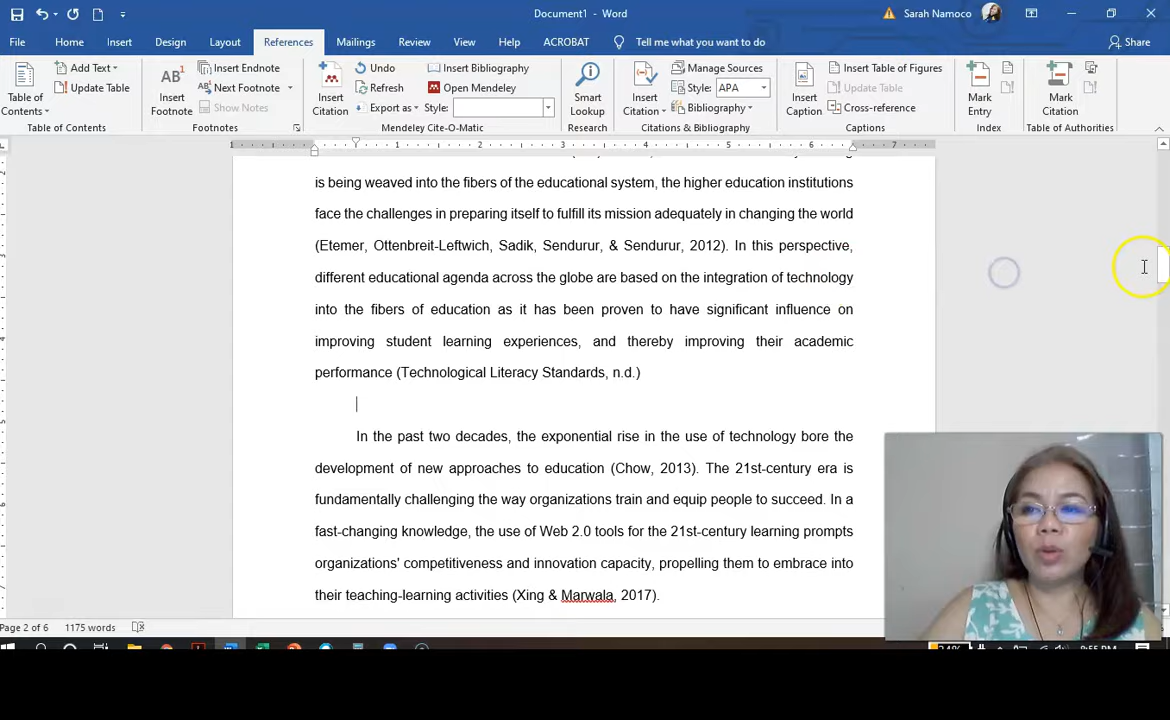 Document1 - Word
Sarah Namoco
File Home Insert Design Layout References Mailings Review View Help ACROBAT Tell me what you want to do Share
Table of Contents
Add Text
Update Table
Table of Contents
AB1
Insert Footnote
Insert Endnote
Next Footnote
Show Notes
Footnotes
Insert Citation
Undo
Refresh
Export as
Insert Bibliography
Open Mendeley
Style:
Mendeley Cite-O-Matic
Smart Lookup
Research
Insert Citation
Manage Sources
Style: APA
Bibliography
Citations & Bibliography
Insert Caption
Insert Table of Figures
Update Table
Cross-reference
Captions
Mark Entry
Index
Mark Citation
Table of Authorities
1 1 2 3 4 5 6 7
is being weaved into the fibers of the educational system, the higher education institutions
face the challenges in preparing itself to fulfill its mission adequately in changing the world
(Etemer, Ottenbreit-Leftwich, Sadik, Sendurur, & Sendurur, 2012). In this perspective,
different educational agenda across the globe are based on the integration of technology
into the fibers of education as it has been proven to have significant influence on
improving student learning experiences, and thereby improving their academic
performance (Technological Literacy Standards, n.d.)
In the past two decades, the exponential rise in the use of technology bore the
development of new approaches to education (Chow, 2013). The 21st-century era is
fundamentally challenging the way organizations train and equip people to succeed. In a
fast-changing knowledge, the use of Web 2.0 tools for the 21st-century learning prompts
organizations' competitiveness and innovation capacity, propelling them to embrace into
their teaching-learning activities (Xing & Marwala, 2017).
Page 2 of 6 1175 words